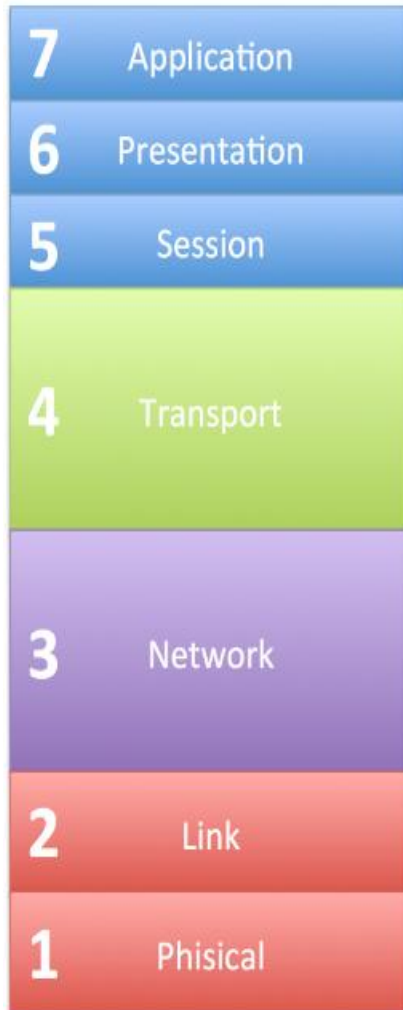 7 Application
6 Presentation
5 Session
4 Transport
3 Network
2 Link
1 Phisical